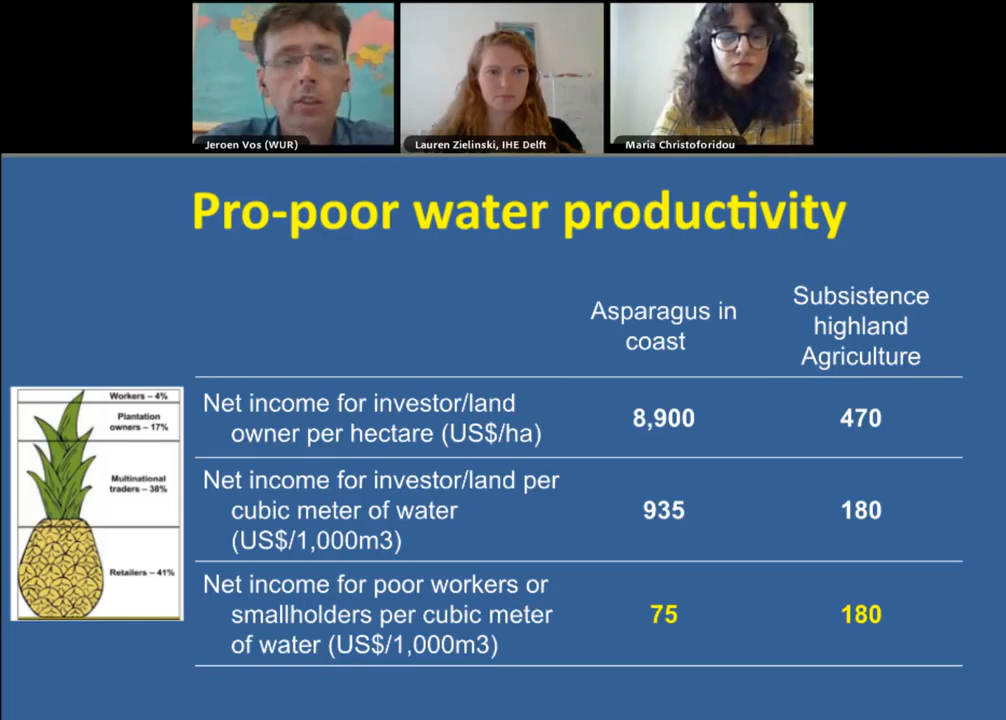 Jeroen Vos (WUR)
Lauren Zielinski, IHE Delft
Maria Christoforidou
Pro-poor water productivity
Asparagus in
coast
Subsistence
highland
Agriculture
Workers – 4%
Plantation
owners – 17%
Multinational
traders – 38%
Retailers – 41%
Net income for investor/land
owner per hectare (US$/ha)
8,900
470
Net income for investor/land per
cubic meter of water
(US$/1,000m3)
935
180
Net income for poor workers or
smallholders per cubic meter
of water (US$/1,000m3)
75
180